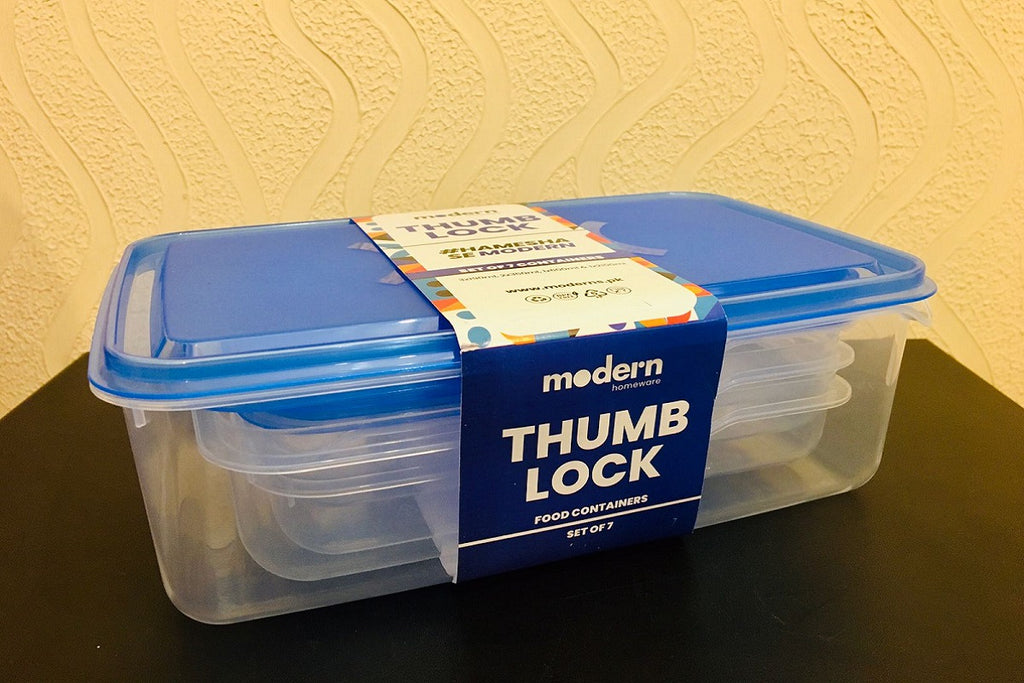 modern
THUMB
LOCK
#HAMESHA
SE MODERN
SET OF 7 CONTAINERS
www.moderns.pk
modern
homeware
THUMB
LOCK
FOOD CONTAINERS
SET OF 7